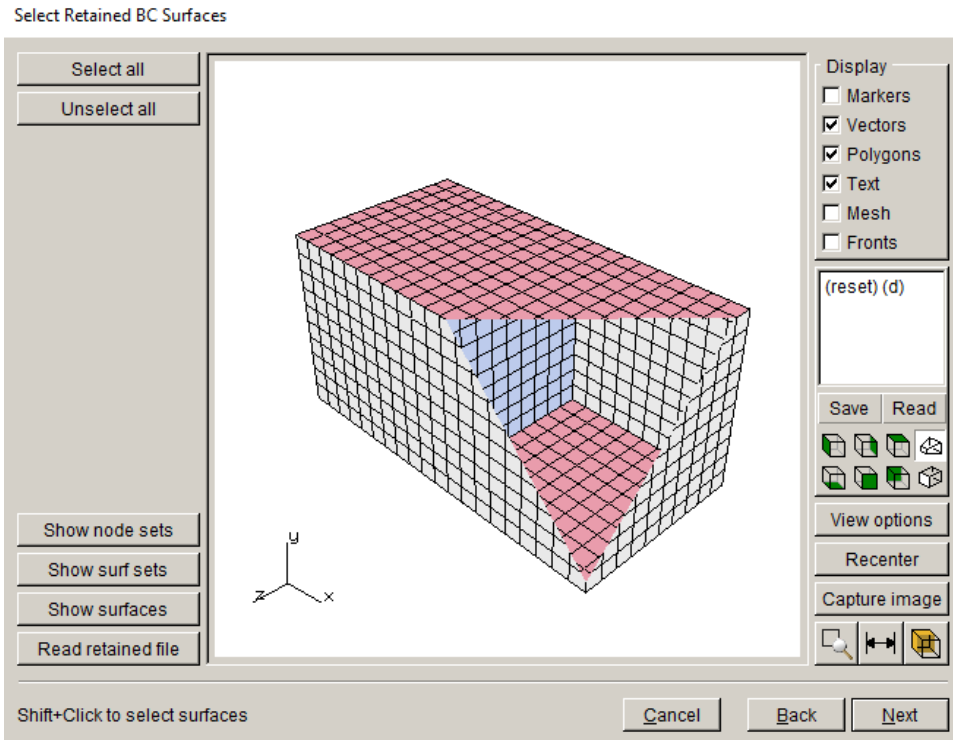 Select Retained BC Surfaces
Select all
Unselect all
Show node sets
Show surf sets
Show surfaces
Read retained file
y
z
x
Display
Markers
Vectors
Polygons
Text
Mesh
Fronts
(reset) (d)
Save Read
View options
Recenter
Capture image
Shift+Click to select surfaces
Cancel Back Next